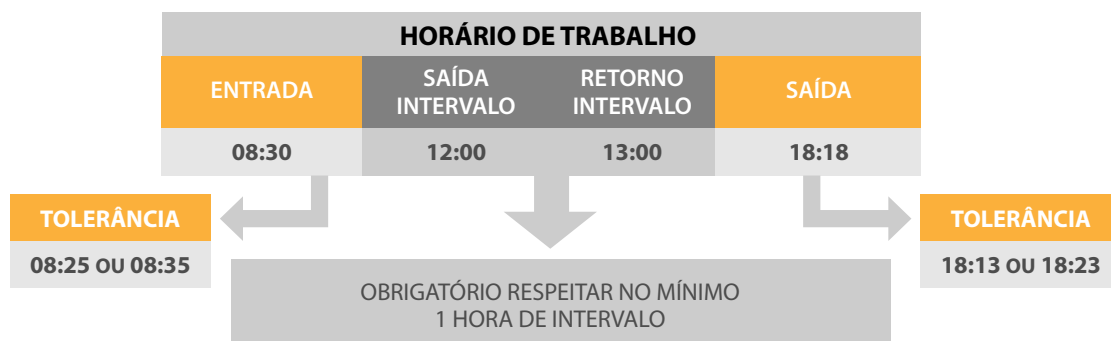 HORÁRIO DE TRABALHO
ENTRADA
SAÍDA
INTERVALO
RETORNO
INTERVALO
SAÍDA
08:30
12:00
13:00
18:18
TOLERÂNCIA
08:25 OU 08:35
TOLERÂNCIA
18:13 OU 18:23
OBRIGATÓRIO RESPEITAR NO MÍNIMO
1 HORA DE INTERVALO